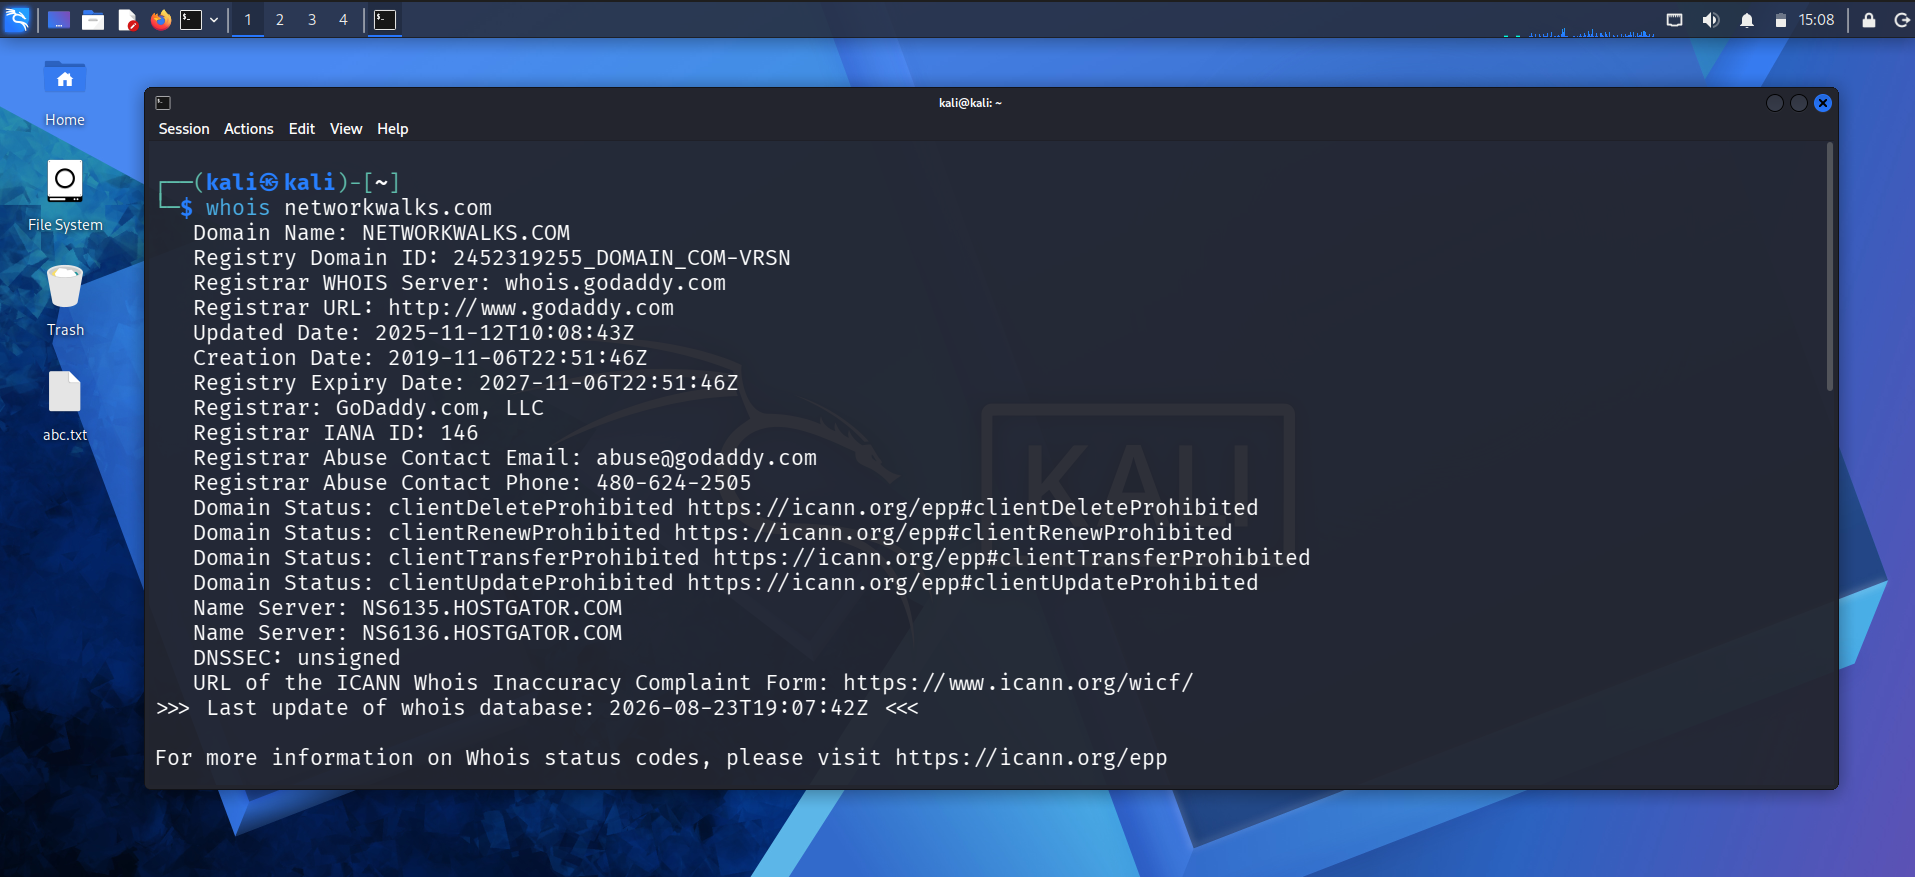 1 2 3 4
15:08
Home
File System
Trash
abc.txt
kali@kali: ~
Session Actions Edit View Help
┌──(kali㉿kali)-[~]
└─$ whois networkwalks.com
Domain Name: NETWORKWALKS.COM
Registry Domain ID: 2452319255_DOMAIN_COM-VRSN
Registrar WHOIS Server: whois.godaddy.com
Registrar URL: http://www.godaddy.com
Updated Date: 2025-11-12T10:08:43Z
Creation Date: 2019-11-06T22:51:46Z
Registry Expiry Date: 2027-11-06T22:51:46Z
Registrar: GoDaddy.com, LLC
Registrar IANA ID: 146
Registrar Abuse Contact Email: abuse@godaddy.com
Registrar Abuse Contact Phone: 480-624-2505
Domain Status: clientDeleteProhibited https://icann.org/epp#clientDeleteProhibited
Domain Status: clientRenewProhibited https://icann.org/epp#clientRenewProhibited
Domain Status: clientTransferProhibited https://icann.org/epp#clientTransferProhibited
Domain Status: clientUpdateProhibited https://icann.org/epp#clientUpdateProhibited
Name Server: NS6135.HOSTGATOR.COM
Name Server: NS6136.HOSTGATOR.COM
DNSSEC: unsigned
URL of the ICANN Whois Inaccuracy Complaint Form: https://www.icann.org/wicf/
>>> Last update of whois database: 2026-08-23T19:07:42Z <<<
For more information on Whois status codes, please visit https://icann.org/epp
KALI